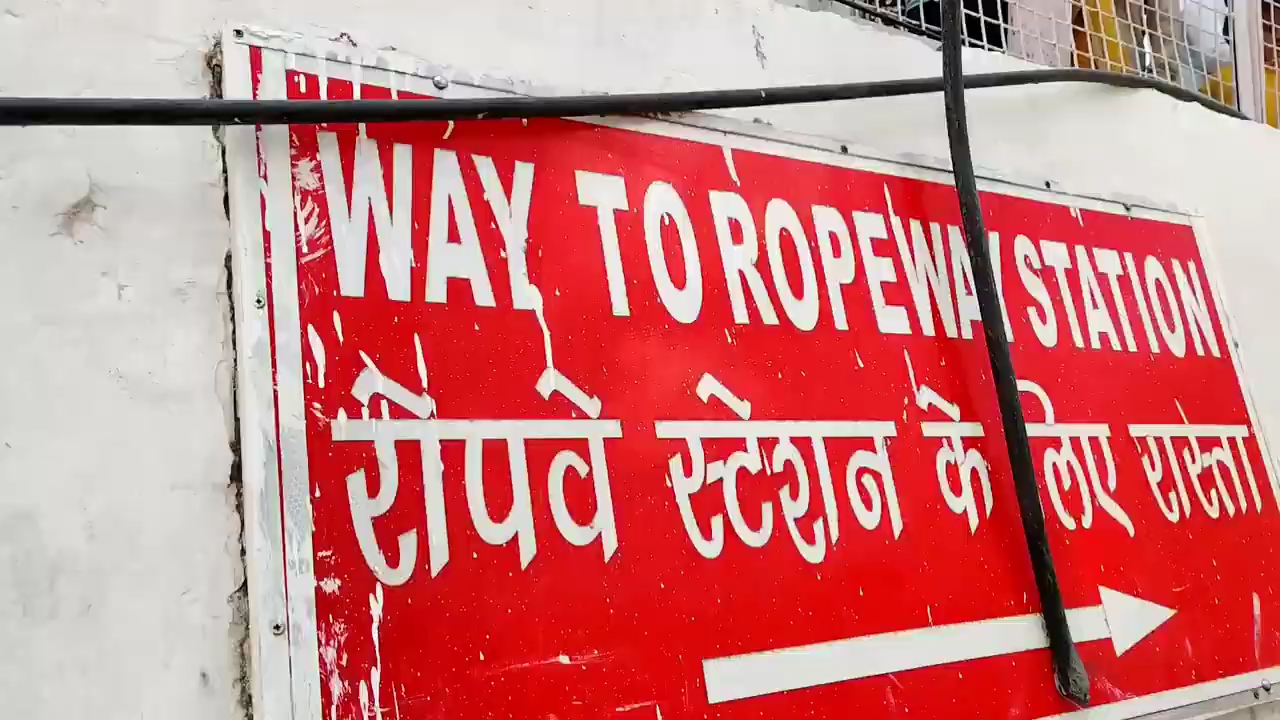 WAY TO ROPEWAY STATION
रोपवे स्टेशन के लिए रास्ता